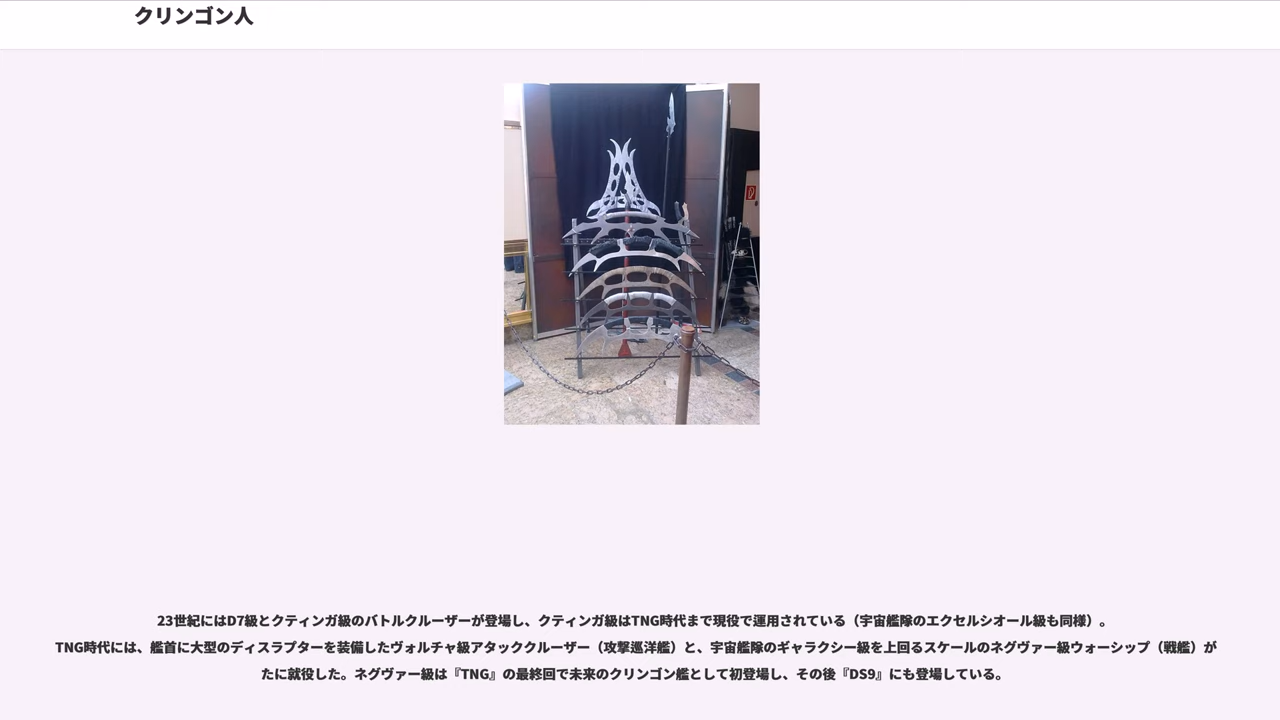 クリンゴン人
23世紀にはD7級とクティンガ級のバトルクルーザーが登場し、クティンガ級はTNG時代まで現役で運用されている（宇宙艦隊のエクセルシオール級も同様）。
TNG時代には、艦首に大型のディスラプターを装備したヴォルチャ級アタッククルーザー（攻撃巡洋艦）と、宇宙艦隊のギャラクシー級を上回るスケールのネグヴァー級ウォーシップ（戦艦）が
たに就役した。ネグヴァー級は『TNG』の最終回で未来のクリンゴン艦として初登場し、その後『DS9』にも登場している。